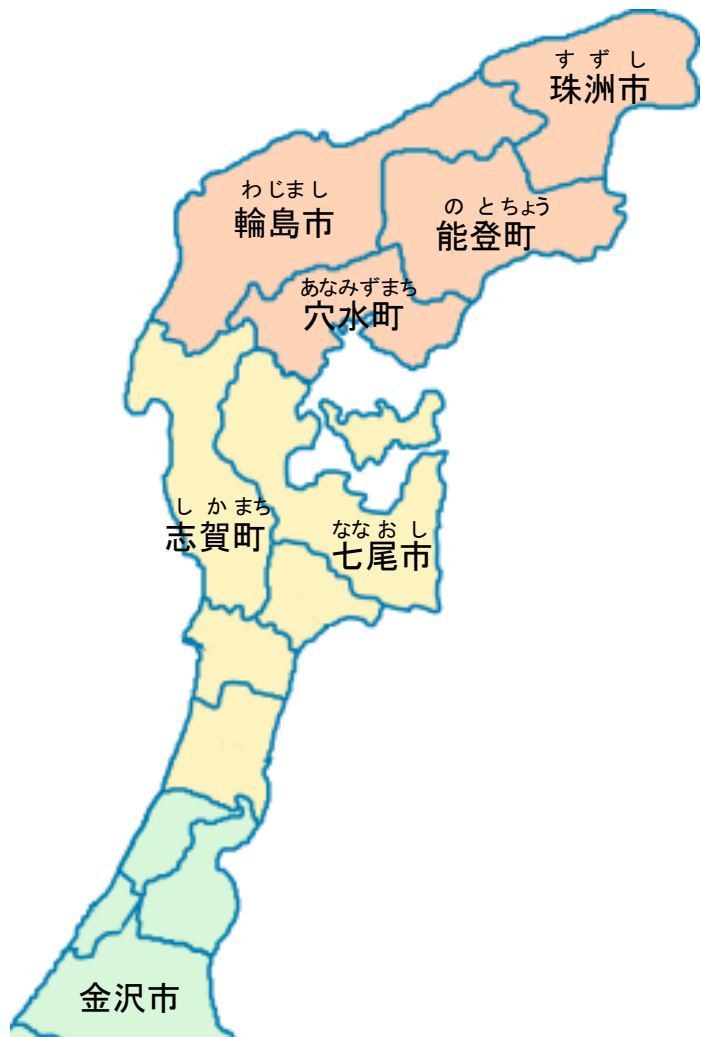 すずし
珠洲市
わじまし
輪島市
のとちょう
能登町
あなみずまち
穴水町
しかまち
志賀町
ななおし
七尾市
金沢市